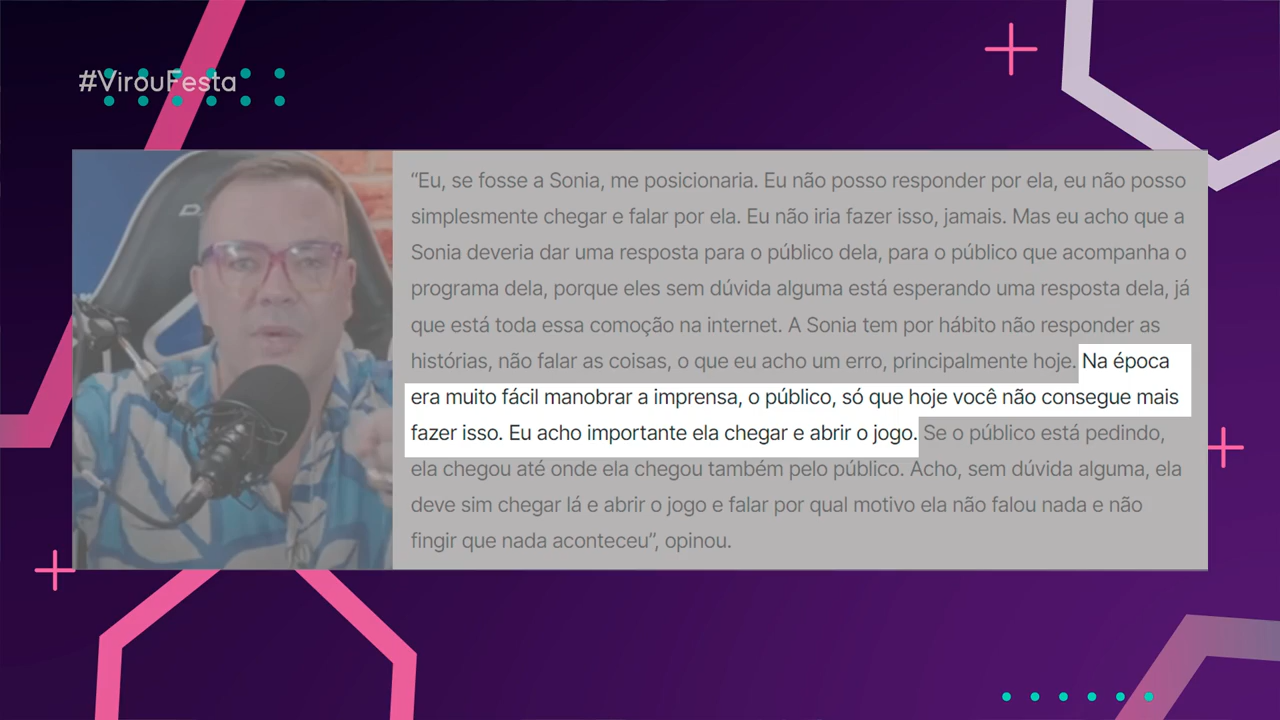 #VirouFesta
“Eu, se fosse a Sonia, me posicionaria. Eu não posso responder por ela, eu não posso
simplesmente chegar e falar por ela. Eu não iria fazer isso, jamais. Mas eu acho que a
Sonia deveria dar uma resposta para o público dela, para o público que acompanha o
programa dela, porque eles sem dúvida alguma está esperando uma resposta dela, já
que está toda essa comoção na internet. A Sonia tem por hábito não responder as
histórias, não falar as coisas, o que eu acho um erro, principalmente hoje. Na época
era muito fácil manobrar a imprensa, o público, só que hoje você não consegue mais
fazer isso. Eu acho importante ela chegar e abrir o jogo. Se o público está pedindo,
ela chegou até onde ela chegou também pelo público. Acho, sem dúvida alguma, ela
deve sim chegar lá e abrir o jogo e falar por qual motivo ela não falou nada e não
fingir que nada aconteceu”, opinou.